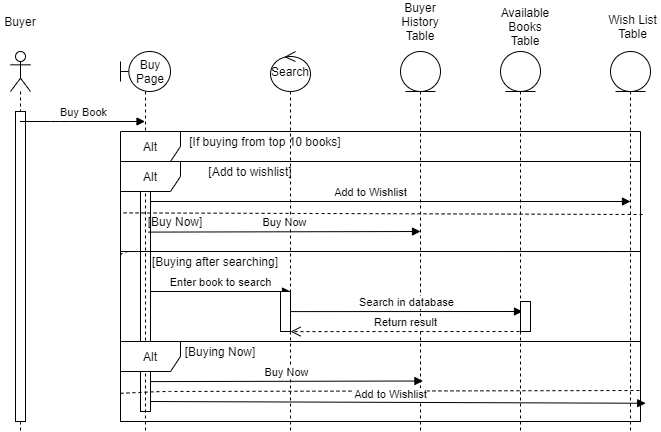 Buyer
Buyer
History
Table
Available
Books
Table
Wish List
Table
Buy
Page
Search
Buy Book
Alt
[If buying from top 10 books]
Alt
[Add to wishlist]
Add to Wishlist
[Buy Now]
Buy Now
[Buying after searching]
Enter book to search
Search in database
Return result
Alt
[Buying Now]
Buy Now
Add to Wishlist